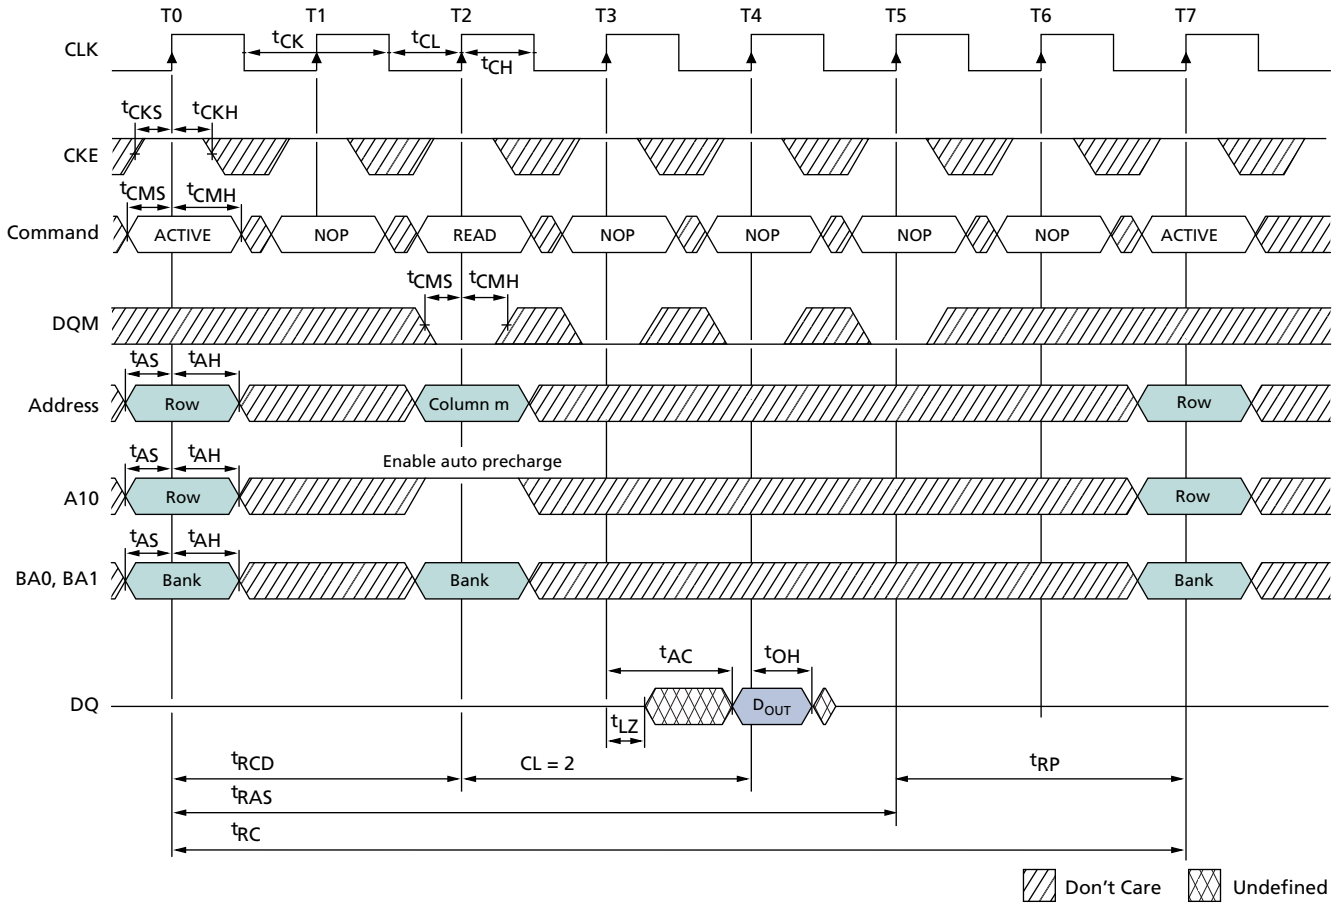 T0 T1 T2 T3 T4 T5 T6 T7
CLK
tCK tCL
tCH
tCKS tCKH
CKE
tCMS tCMH
Command ACTIVE NOP READ NOP NOP NOP NOP ACTIVE
tCMS tCMH
DQM
tAS tAH
Address Row Column m Row
tAS tAH
Enable auto precharge
A10 Row Row
tAS tAH
BA0, BA1 Bank Bank Bank
tAC tOH
DQ DOUT
tLZ
tRCD CL = 2 tRP
tRAS
tRC
Don't Care Undefined